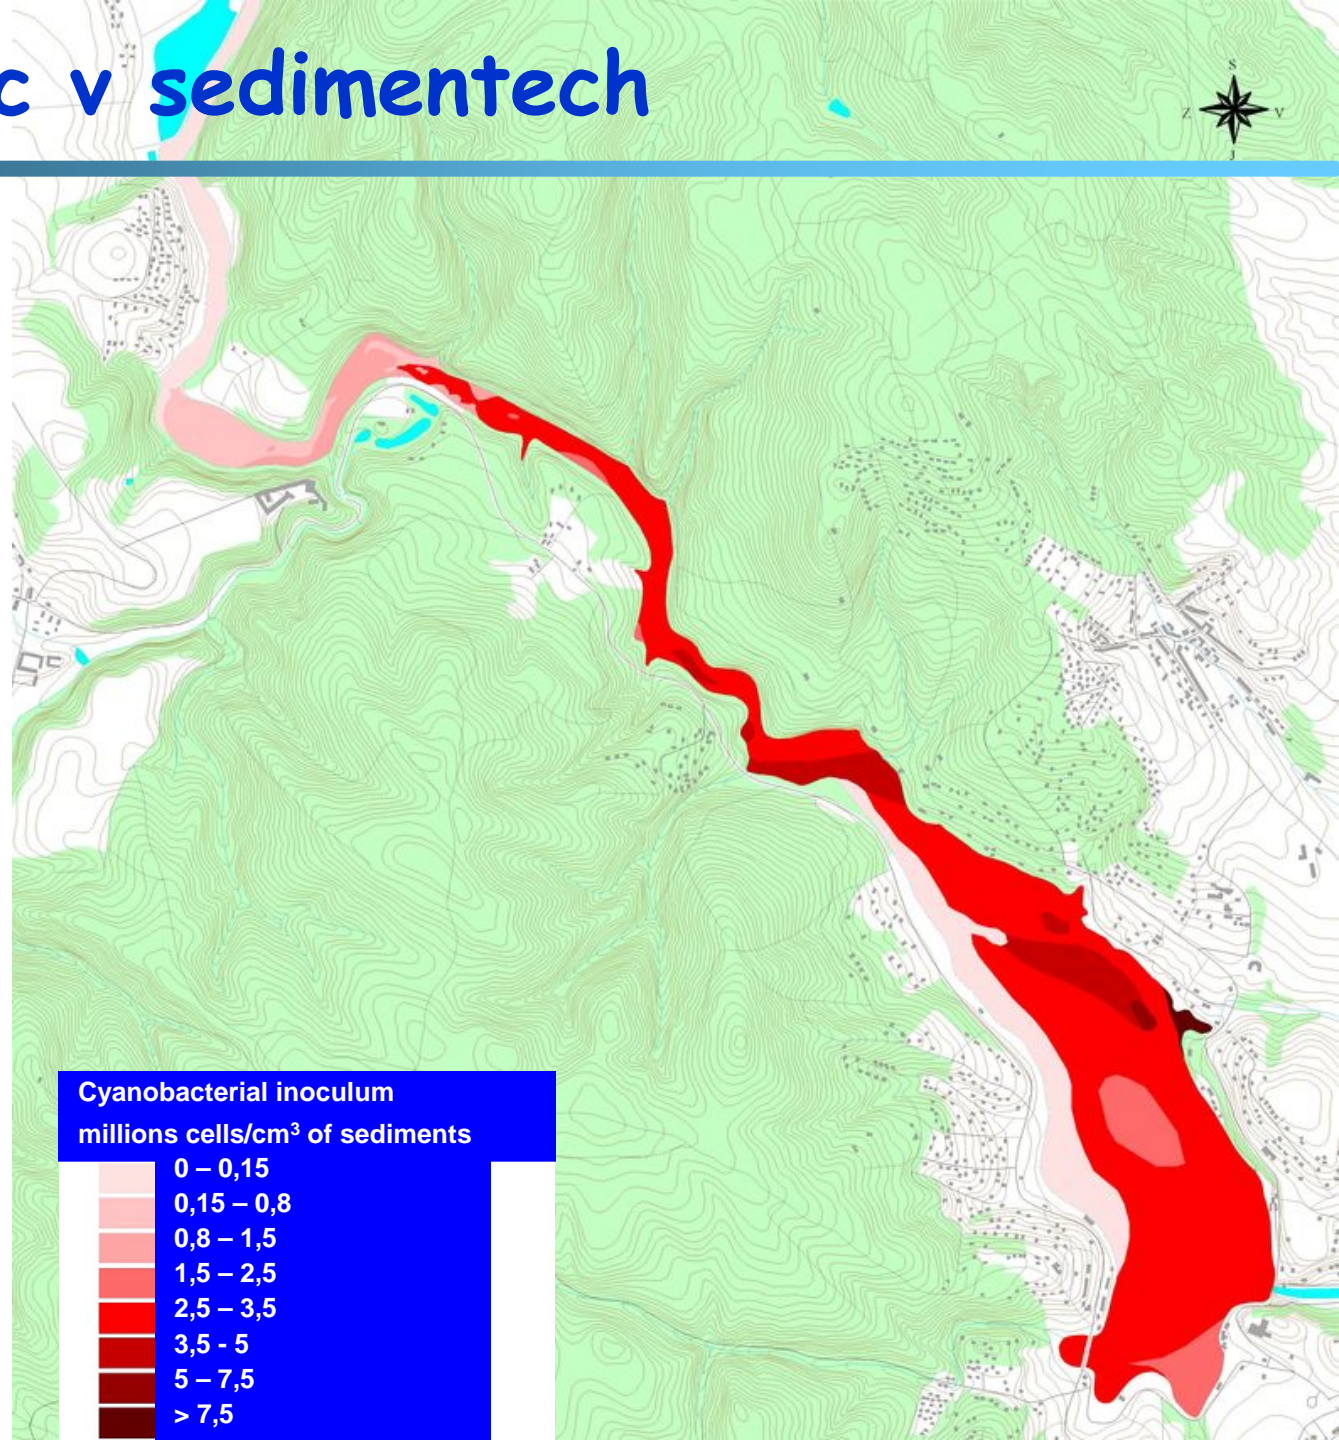 c v sedimentech
S
Z V
J
Cyanobacterial inoculum
millions cells/cm³ of sediments
0 – 0,15
0,15 – 0,8
0,8 – 1,5
1,5 – 2,5
2,5 – 3,5
3,5 - 5
5 – 7,5
> 7,5